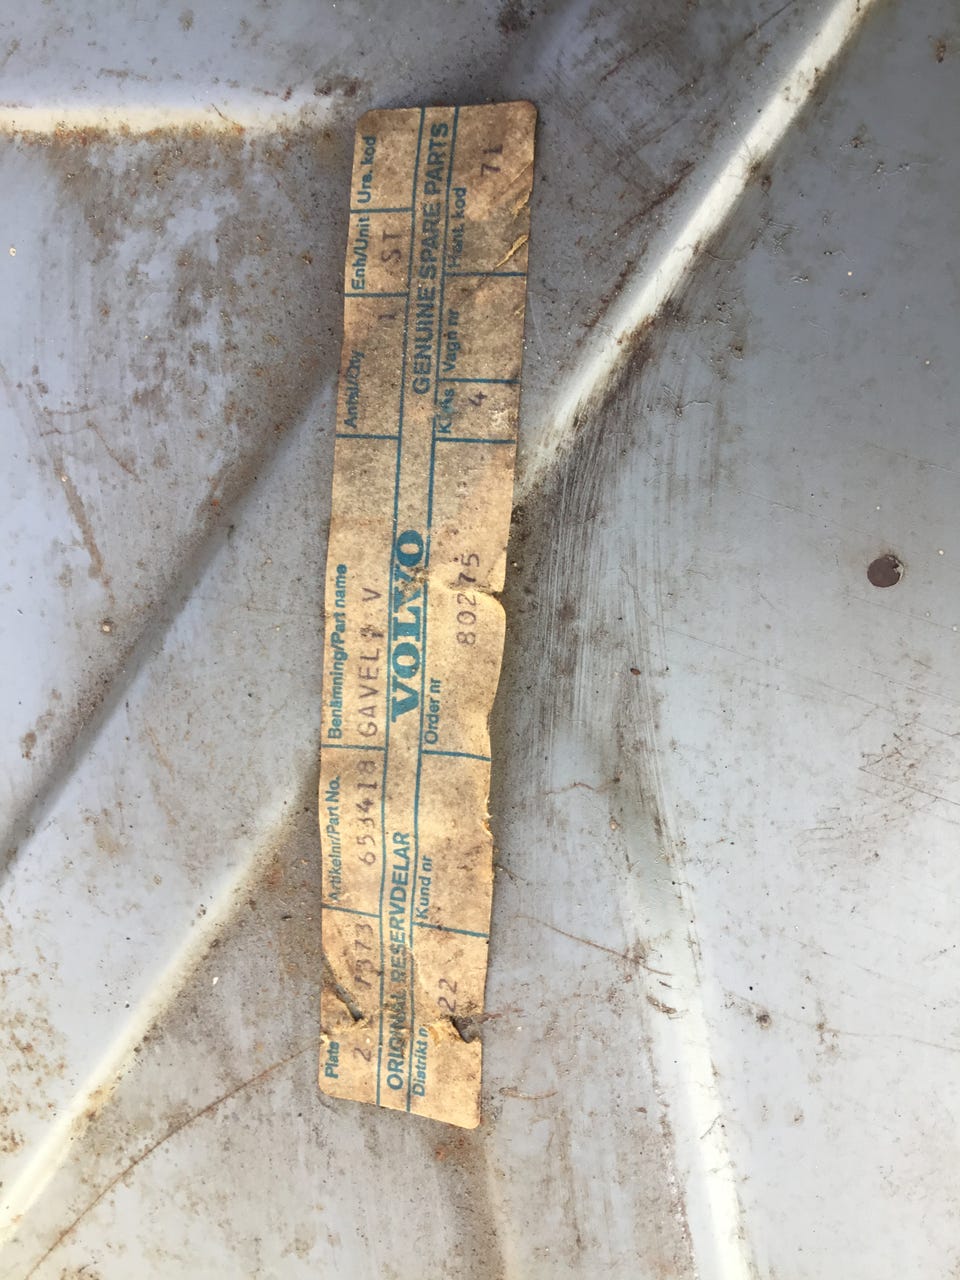 Plats Artikelnr/Part No. Benämning/Part name Antal/Qty Enh/Unit Urs. kod
2 653418 GAVEL V 1 ST
ORIGINAL RESERVDELAR VOLVO GENUINE SPARE PARTS
Distrikt nr Kund nr Order nr Vagn nr Hant. kod
22 80275 4 71